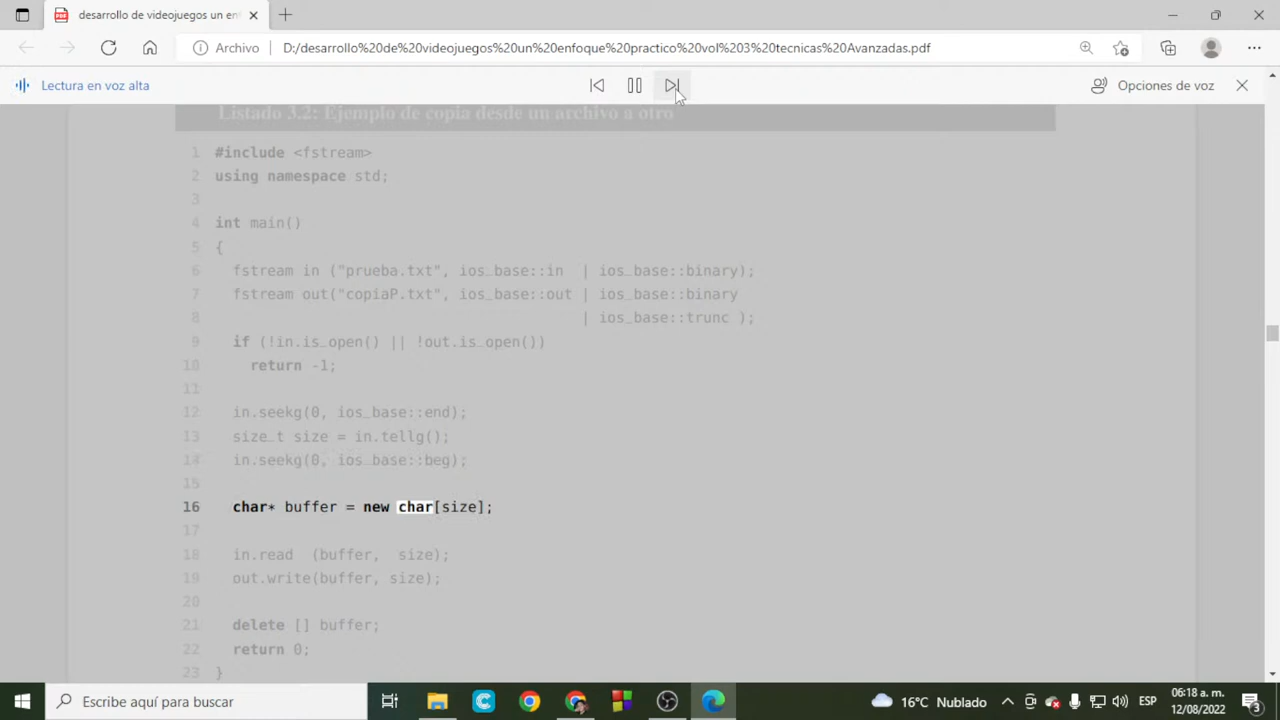 desarrollo de videojuegos un en
Archivo
D:/desarrollo%20de%20videojuegos%20un%20enfoque%20practico%20vol%203%20tecnicas%20Avanzadas.pdf
Lectura en voz alta
Opciones de voz
Listado 3.2: Ejemplo de copia desde un archivo a otro
1 #include <fstream>
2 using namespace std;
3
4 int main()
5 {
6 fstream in ("prueba.txt", ios_base::in | ios_base::binary);
7 fstream out("copiaP.txt", ios_base::out | ios_base::binary
8 | ios_base::trunc );
9 if (!in.is_open() || !out.is_open())
10 return -1;
11
12 in.seekg(0, ios_base::end);
13 size_t size = in.tellg();
14 in.seekg(0, ios_base::beg);
15
16 char* buffer = new char[size];
17
18 in.read (buffer, size);
19 out.write(buffer, size);
20
21 delete [] buffer;
22 return 0;
23 }
Escribe aquí para buscar
16°C Nublado
ESP
06:18 a. m.
12/08/2022
3